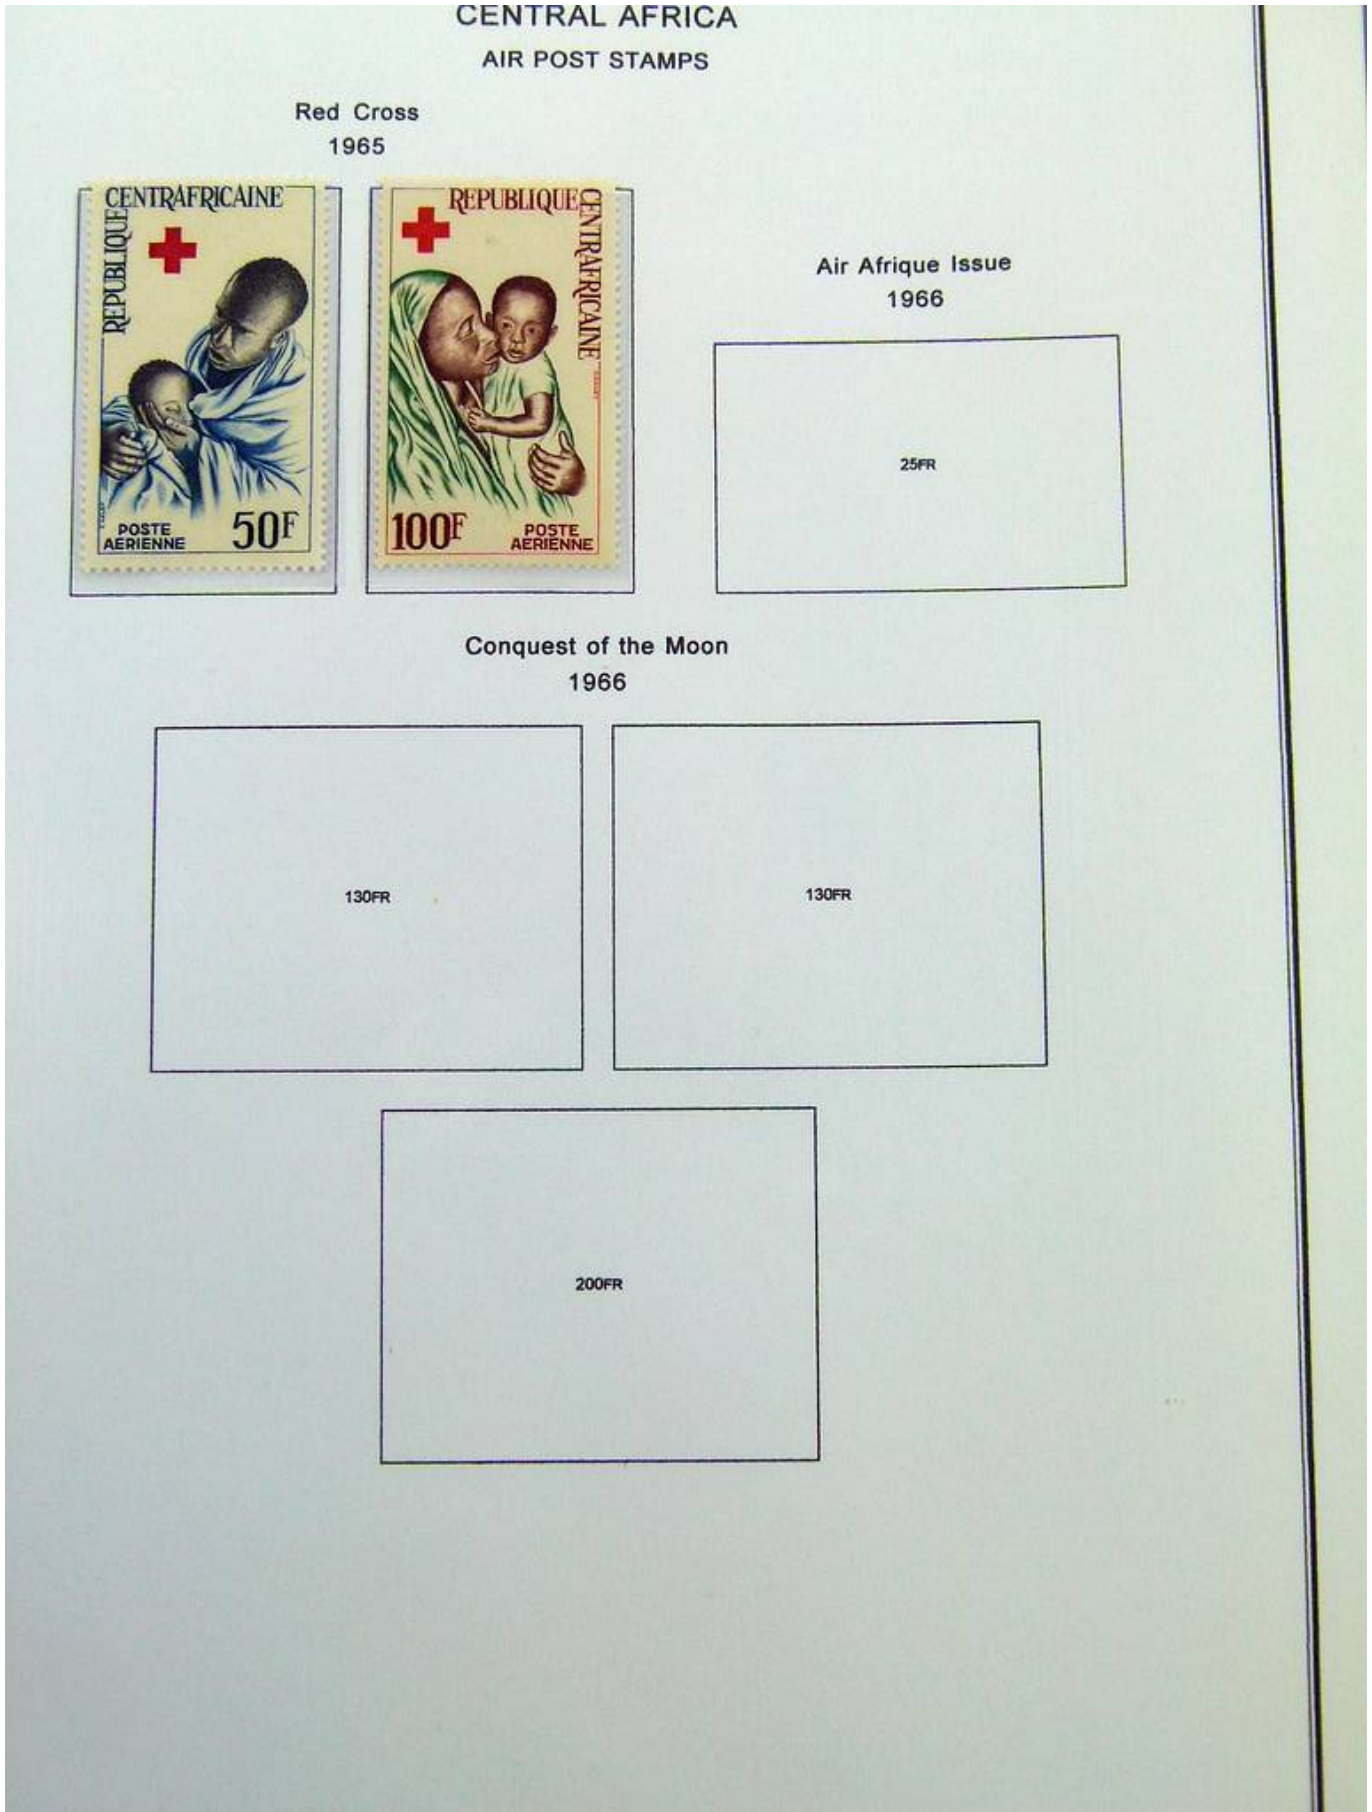 CENTRAL AFRICA
AIR POST STAMPS
Red Cross
1965
REPUBLIQUE
CENTRAFRICAINE
POSTE
AERIENNE
50F
REPUBLIQUE
CENTRAFRICAINE
100F
POSTE
AERIENNE
Air Afrique Issue
1966
25FR
Conquest of the Moon
1966
130FR
130FR
200FR